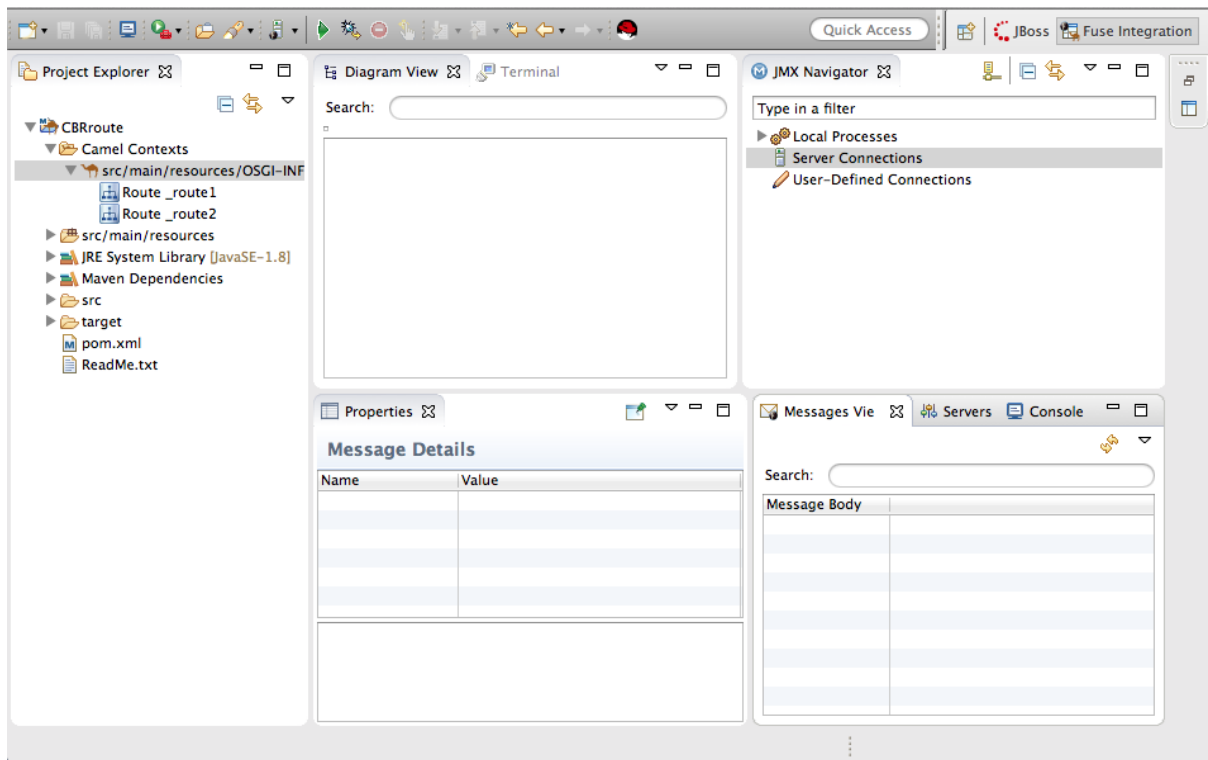 Quick Access
JBoss
Fuse Integration
Project Explorer
CBRroute
Camel Contexts
src/main/resources/OSGI-INF
Route _route1
Route _route2
src/main/resources
JRE System Library [JavaSE-1.8]
Maven Dependencies
src
target
pom.xml
ReadMe.txt
Diagram View
Terminal
Search:
JMX Navigator
Type in a filter
Local Processes
Server Connections
User-Defined Connections
Properties
Message Details
Name Value
Messages Vie
Servers
Console
Search:
Message Body